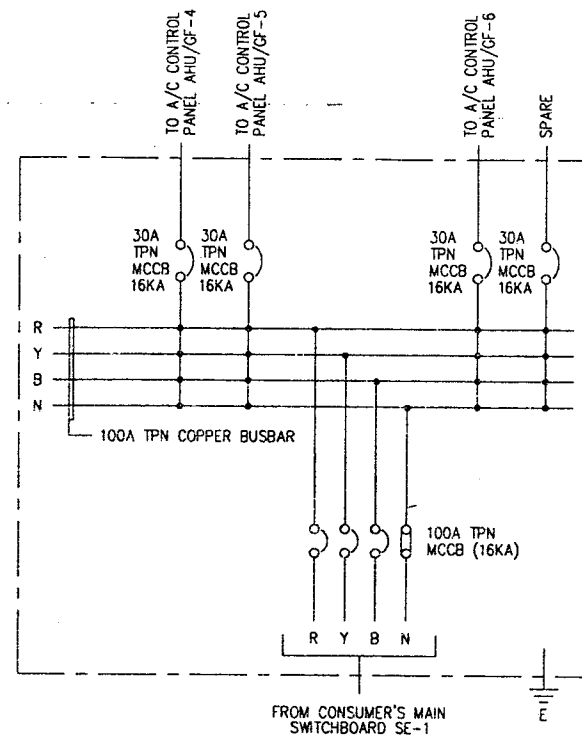 TO A/C CONTROL
PANEL AHU/GF-4
TO A/C CONTROL
PANEL AHU/GF-5
TO A/C CONTROL
PANEL AHU/GF-6
SPARE
30A
TPN
MCCB
16KA
30A
TPN
MCCB
16KA
30A
TPN
MCCB
16KA
30A
TPN
MCCB
16KA
R
Y
B
N
100A TPN COPPER BUSBAR
100A TPN
MCCB (16KA)
R Y B N
FROM CONSUMER'S MAIN
SWITCHBOARD SE-1
E